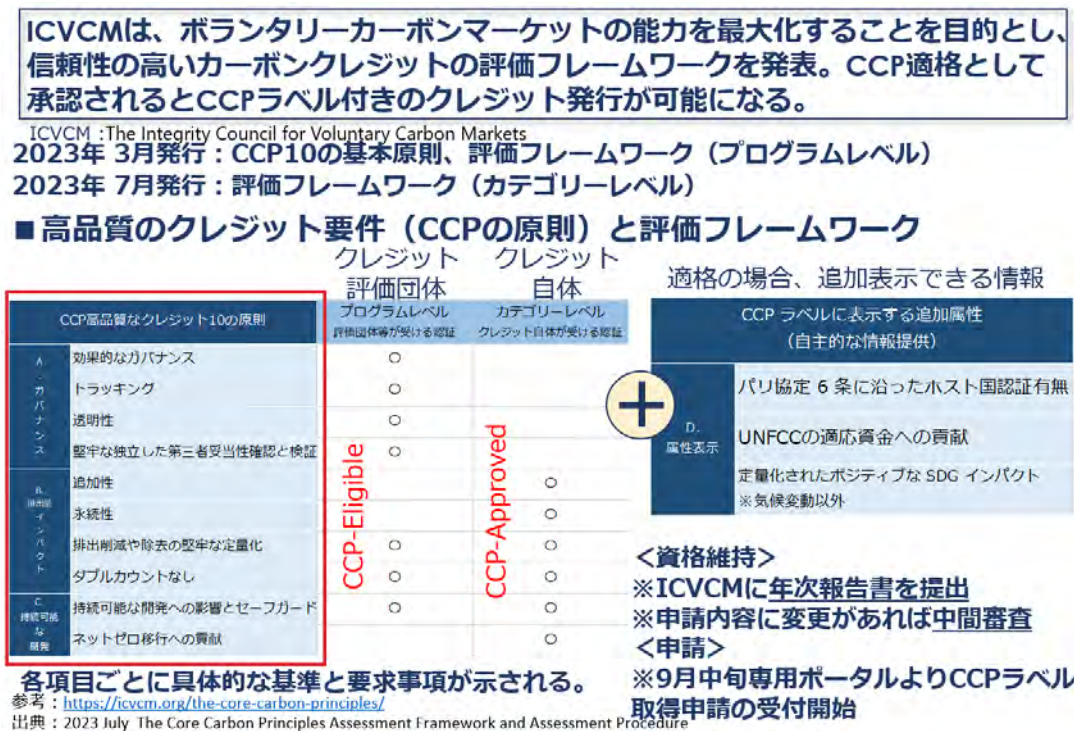 ICVCMは、ボランタリーカーボンマーケットの能力を最大化することを目的とし、
信頼性の高いカーボンクレジットの評価フレームワークを発表。CCP適格として
承認されるとCCPラベル付きのクレジット発行が可能になる。
ICVCM :The Integrity Council for Voluntary Carbon Markets
2023年 3月発行：CCP10の基本原則、評価フレームワーク（プログラムレベル）
2023年 7月発行：評価フレームワーク（カテゴリーレベル）
■高品質のクレジット要件（CCPの原則）と評価フレームワーク
クレジット
評価団体
クレジット
自体
適格の場合、追加表示できる情報
CCP高品質なクレジット10の原則
プログラムレベル
評価団体等が受ける認証
カテゴリーレベル
クレジット自体が受ける認証
A.ガバナンス
効果的なガバナンス ○
トラッキング ○
透明性 ○
堅牢な独立した第三者妥当性確認と検証 ○
B.
排出量インパクト
追加性 ○
永続性 ○
排出削減や除去の堅牢な定量化 ○ ○
ダブルカウントなし ○ ○
C.
持続可能
な
開発
持続可能な開発への影響とセーフガード ○ ○
ネットゼロ移行への貢献 ○
CCP-Eligible
CCP-Approved
+
CCP ラベルに表示する追加属性
（自主的な情報提供）
D.
属性表示
パリ協定 6 条に沿ったホスト国認証有無
UNFCCの適応資金への貢献
定量化されたポジティブな SDG インパクト
※気候変動以外
＜資格維持＞
※ICVCMに年次報告書を提出
※申請内容に変更があれば中間審査
＜申請＞
※9月中旬専用ポータルよりCCPラベル
取得申請の受付開始
各項目ごとに具体的な基準と要求事項が示される。
参考：https://icvcm.org/the-core-carbon-principles/
出典：2023 July The Core Carbon Principles Assessment Framework and Assessment Procedure